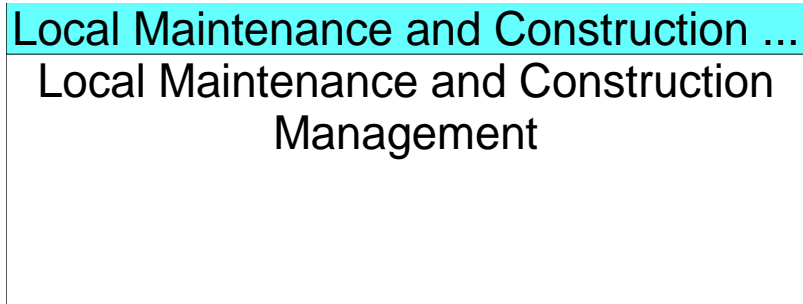 Local Maintenance and Construction ...
Local Maintenance and Construction
Management